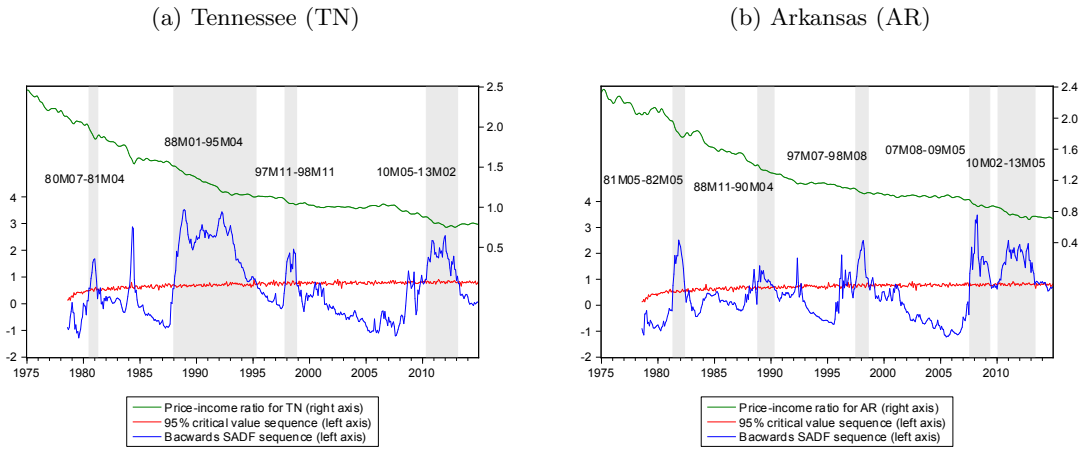 (a) Tennessee (TN)
2.5
2.0
1.5
1.0
0.5
4
3
2
1
0
-1
-2
88M01-95M04
80M07-81M04
97M11-98M11
10M05-13M02
1975 1980 1985 1990 1995 2000 2005 2010
Price-income ratio for TN (right axis)
95% critical value sequence (left axis)
Bacwards SADF sequence (left axis)
(b) Arkansas (AR)
2.4
2.0
1.6
1.2
0.8
0.4
4
3
2
1
0
-1
-2
07M08-09M05
97M07-98M08
10M02-13M05
81M05-82M05
88M11-90M04
1975 1980 1985 1990 1995 2000 2005 2010
Price-income ratio for AR (right axis)
95% critical value sequence (left axis)
Bacwards SADF sequence (left axis)